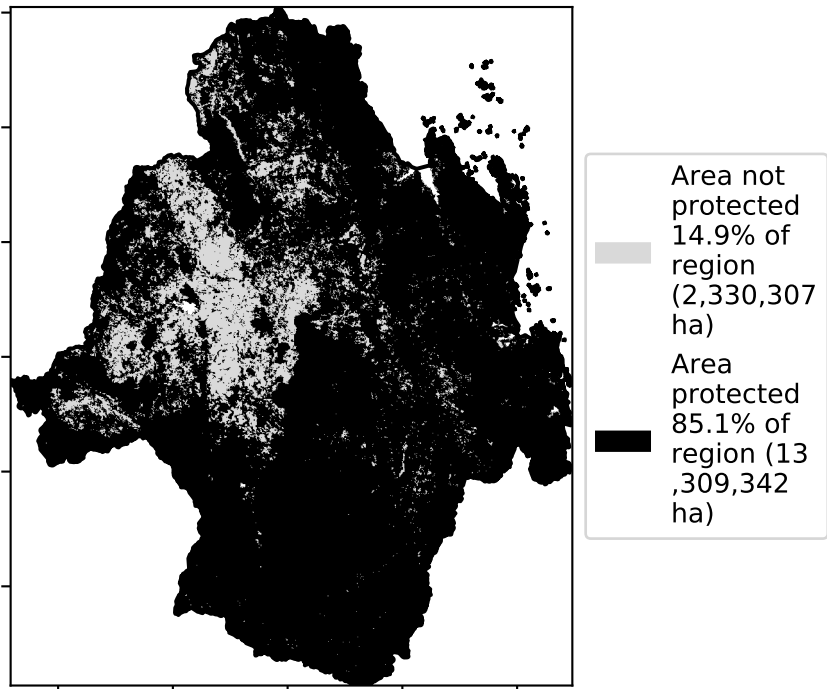 Area not
protected
14.9% of
region
(2,330,307
ha)
Area
protected
85.1% of
region (13
,309,342
ha)